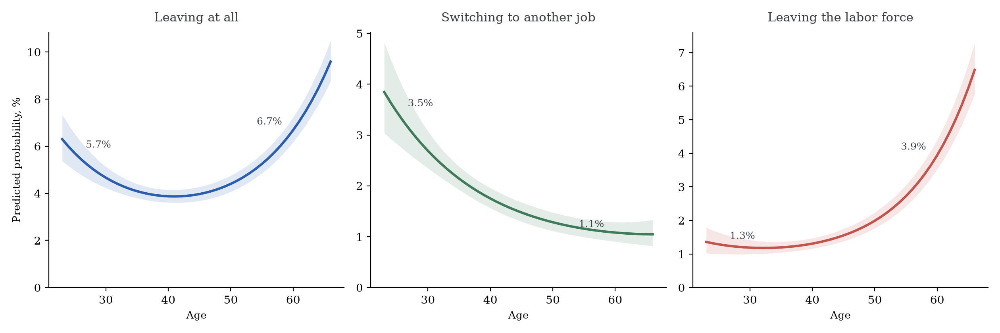 Leaving at all
Switching to another job
Leaving the labor force
Predicted probability, %
10
8
6
4
2
0
5.7%
6.7%
30 40 50 60
Age
5
4
3
2
1
0
3.5%
1.1%
30 40 50 60
Age
7
6
5
4
3
2
1
0
1.3%
3.9%
30 40 50 60
Age